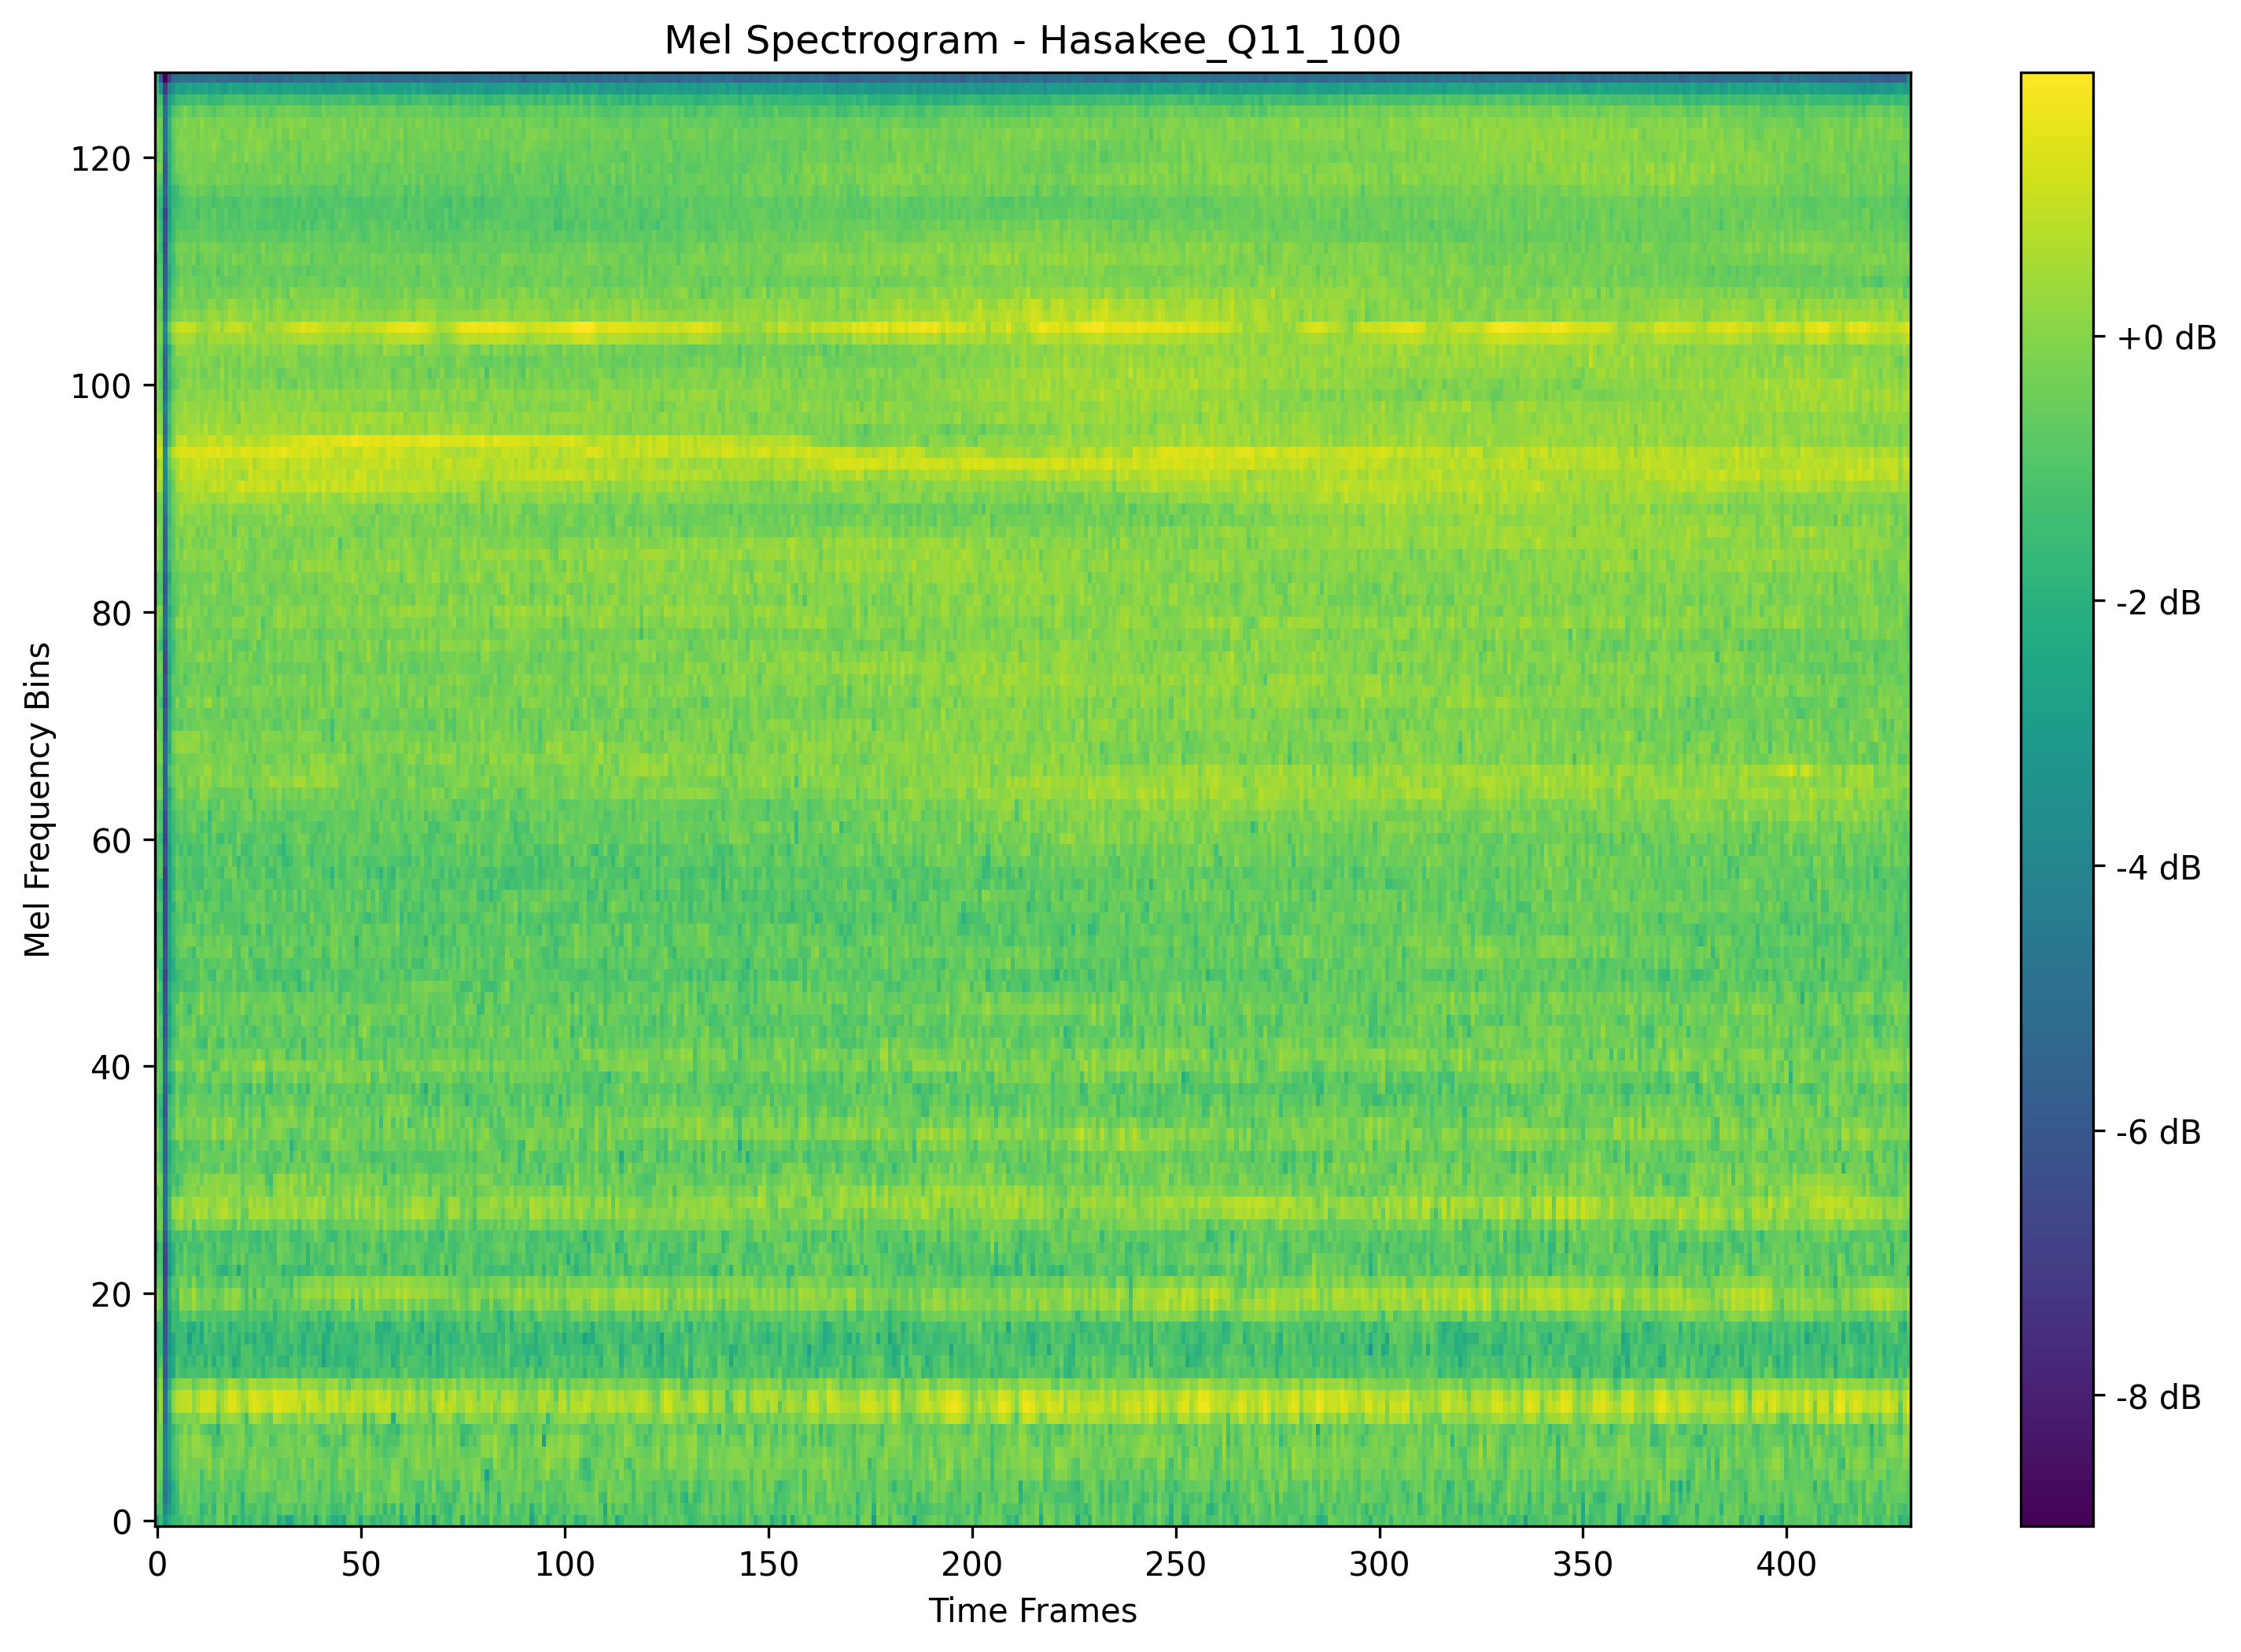 Mel Spectrogram - Hasakee_Q11_100
Mel Frequency Bins
120
100
80
60
40
20
0
0 50 100 150 200 250 300 350 400
Time Frames
+0 dB
-2 dB
-4 dB
-6 dB
-8 dB